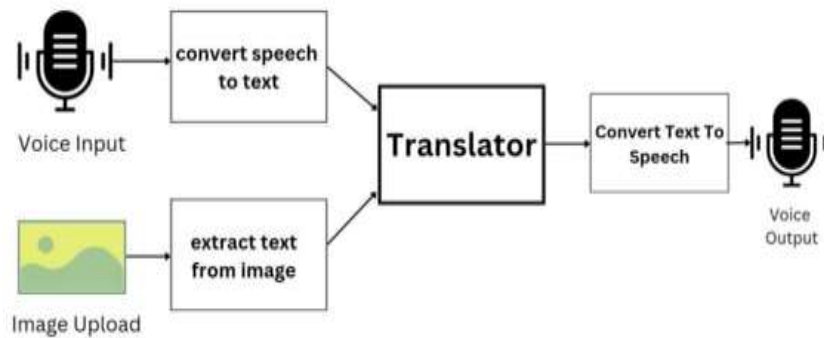 convert speech
to text
Voice Input
Translator
Convert Text To
Speech
Voice
Output
extract text
from image
Image Upload